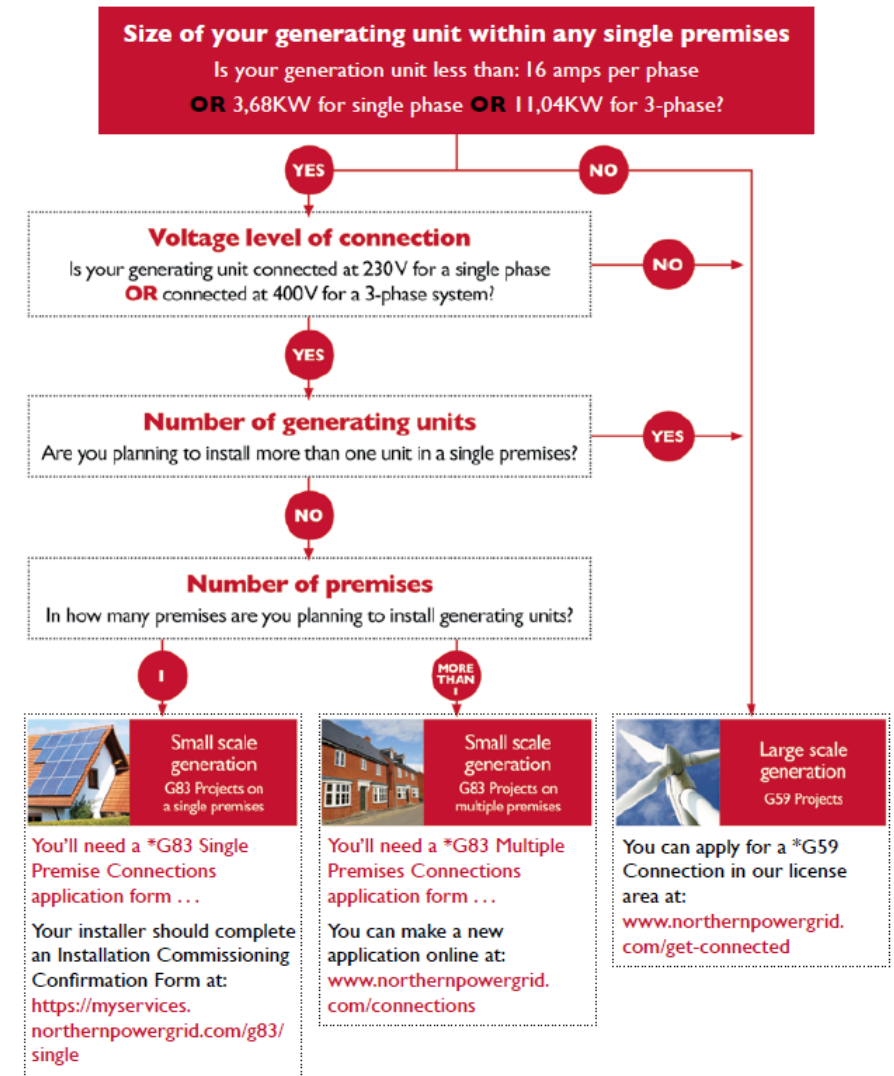 Size of your generating unit within any single premises
Is your generation unit less than: 16 amps per phase
OR 3,68KW for single phase OR 11,04KW for 3-phase?
YES
NO
Voltage level of connection
Is your generating unit connected at 230V for a single phase
OR connected at 400V for a 3-phase system?
NO
YES
Number of generating units
Are you planning to install more than one unit in a single premises?
YES
NO
Number of premises
In how many premises are you planning to install generating units?
1
MORE
THAN
1
Small scale
generation
G83 Projects on
a single premises
You'll need a *G83 Single
Premise Connections
application form ...
Your installer should complete
an Installation Commissioning
Confirmation Form at:
https://myservices.
northernpowergrid.com/g83/
single
Small scale
generation
G83 Projects on
multiple premises
You'll need a *G83 Multiple
Premises Connections
application form ...
You can make a new
application online at:
www.northernpowergrid.
com/connections
Large scale
generation
G59 Projects
You can apply for a *G59
Connection in our license
area at:
www.northernpowergrid.
com/get-connected